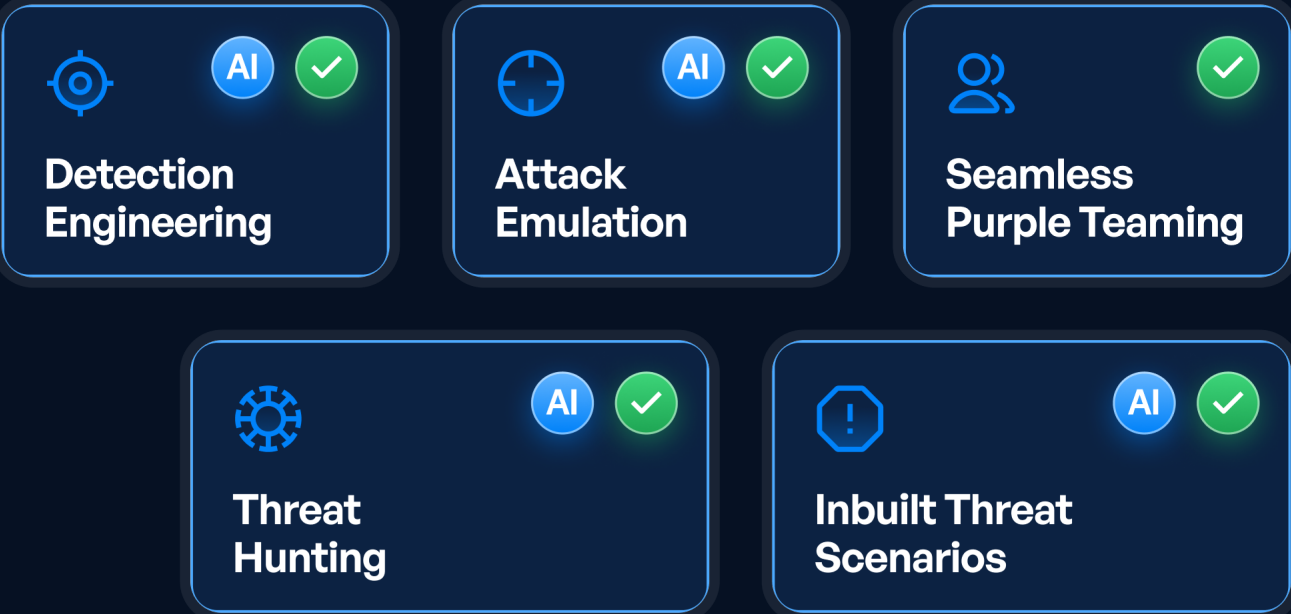 AI
Detection
Engineering
AI
Attack
Emulation
Seamless
Purple Teaming
AI
Threat
Hunting
AI
Inbuilt Threat
Scenarios